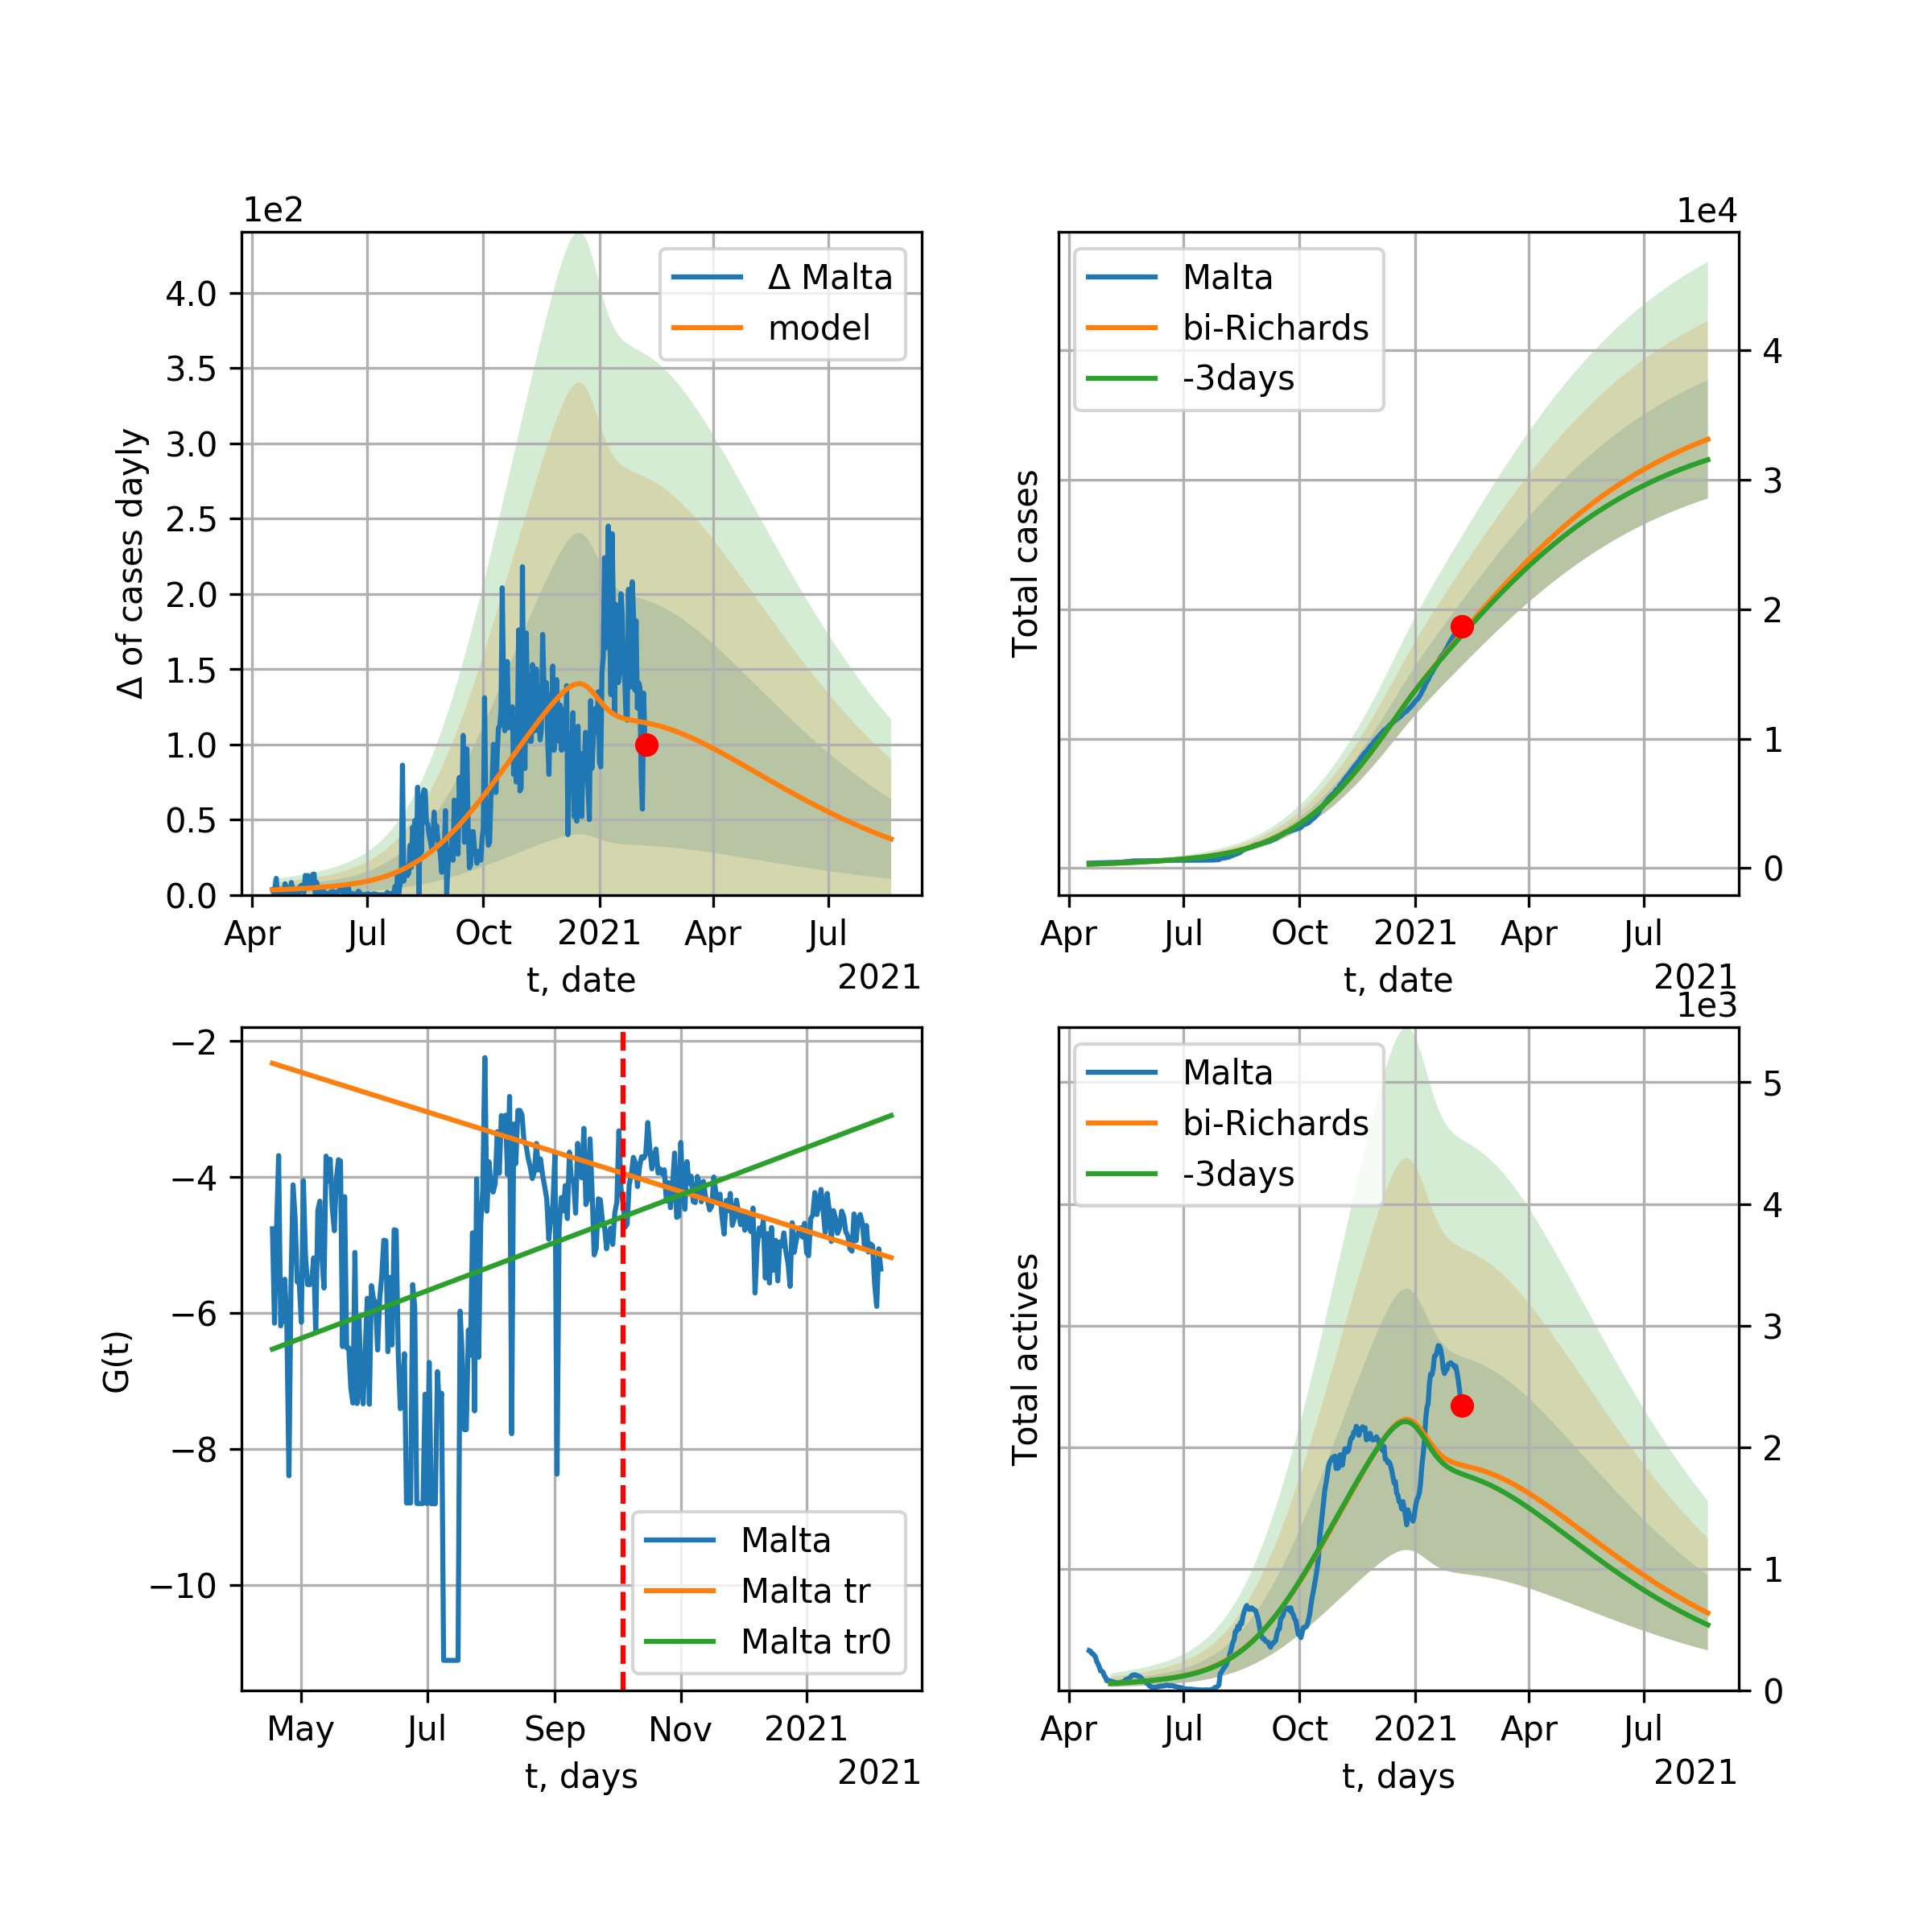 1e2
Δ Malta
model
4.0
3.5
3.0
2.5
2.0
1.5
1.0
0.5
0.0
Δ of cases dayly
Apr Jul Oct 2021 Apr Jul
t, date
2021
1e4
Malta
bi-Richards
-3days
4
3
2
1
0
Total cases
Apr Jul Oct 2021 Apr Jul
t, date
2021
−2
−4
−6
−8
−10
G(t)
Malta
Malta tr
Malta tr0
May Jul Sep Nov 2021
t, days
2021
1e3
Malta
bi-Richards
-3days
5
4
3
2
1
0
Total actives
Apr Jul Oct 2021 Apr Jul
t, days
2021